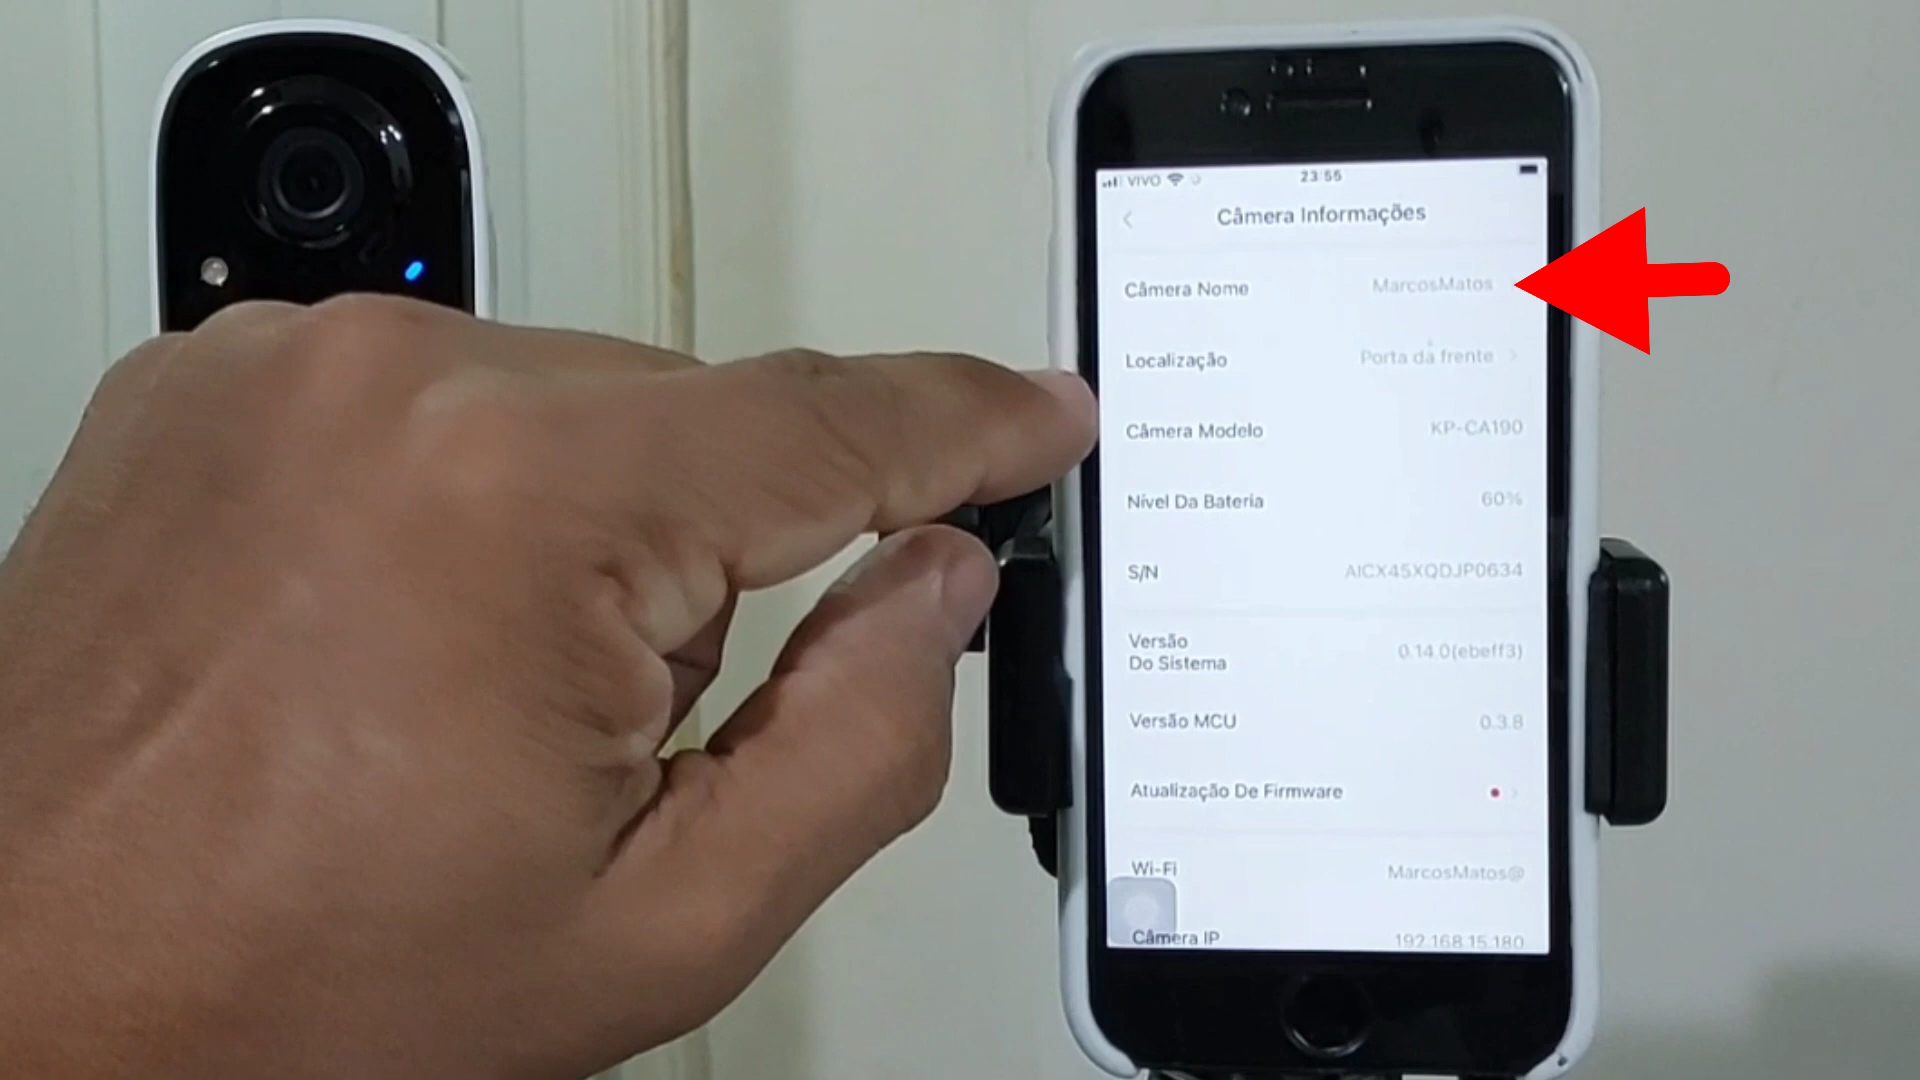 VIVO 23:55
Câmera Informações
Câmera Nome MarcosMatos
Localização Porta da frente
Câmera Modelo KP-CA190
Nível Da Bateria 60%
S/N AICX45XQDJP0634
Versão
Do Sistema 0.14.0(ebeff3)
Versão MCU 0.3.8
Atualização De Firmware
Wi-Fi MarcosMatos@
Câmera IP 192.168.15.180